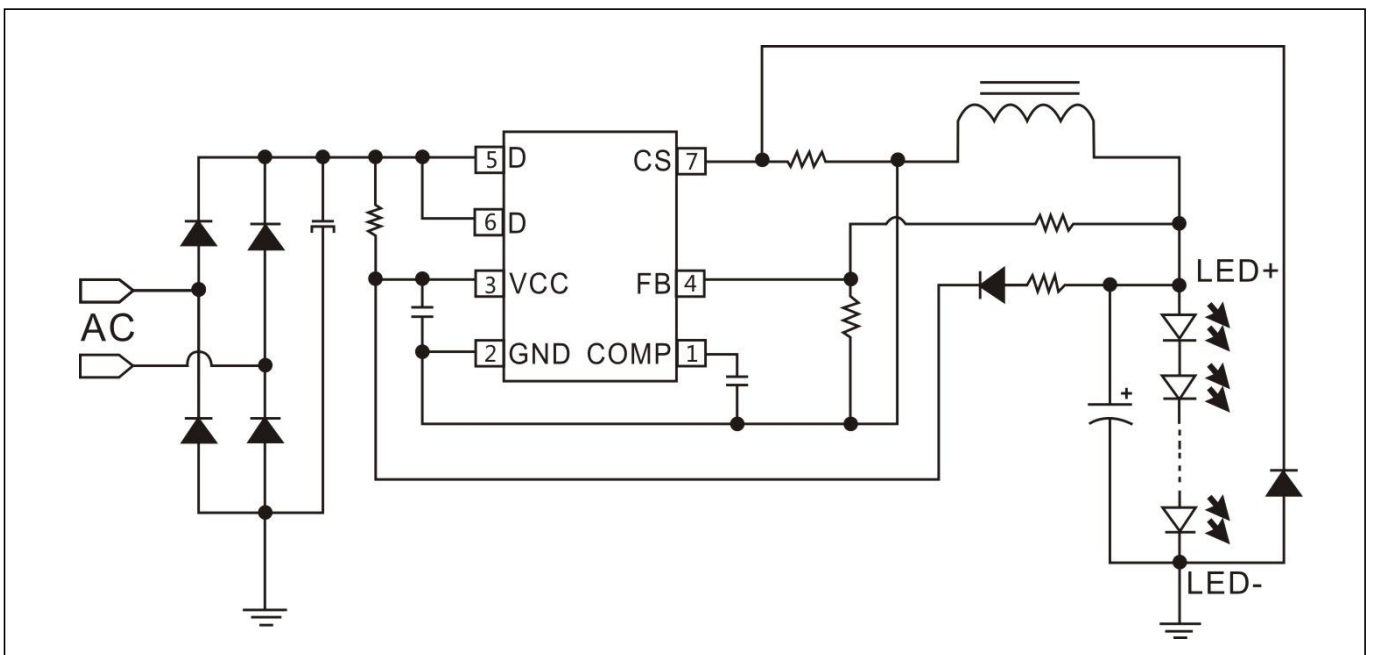 5 D CS 7
6 D
3 VCC FB 4
2 GND COMP 1
AC
LED+
+
LED-